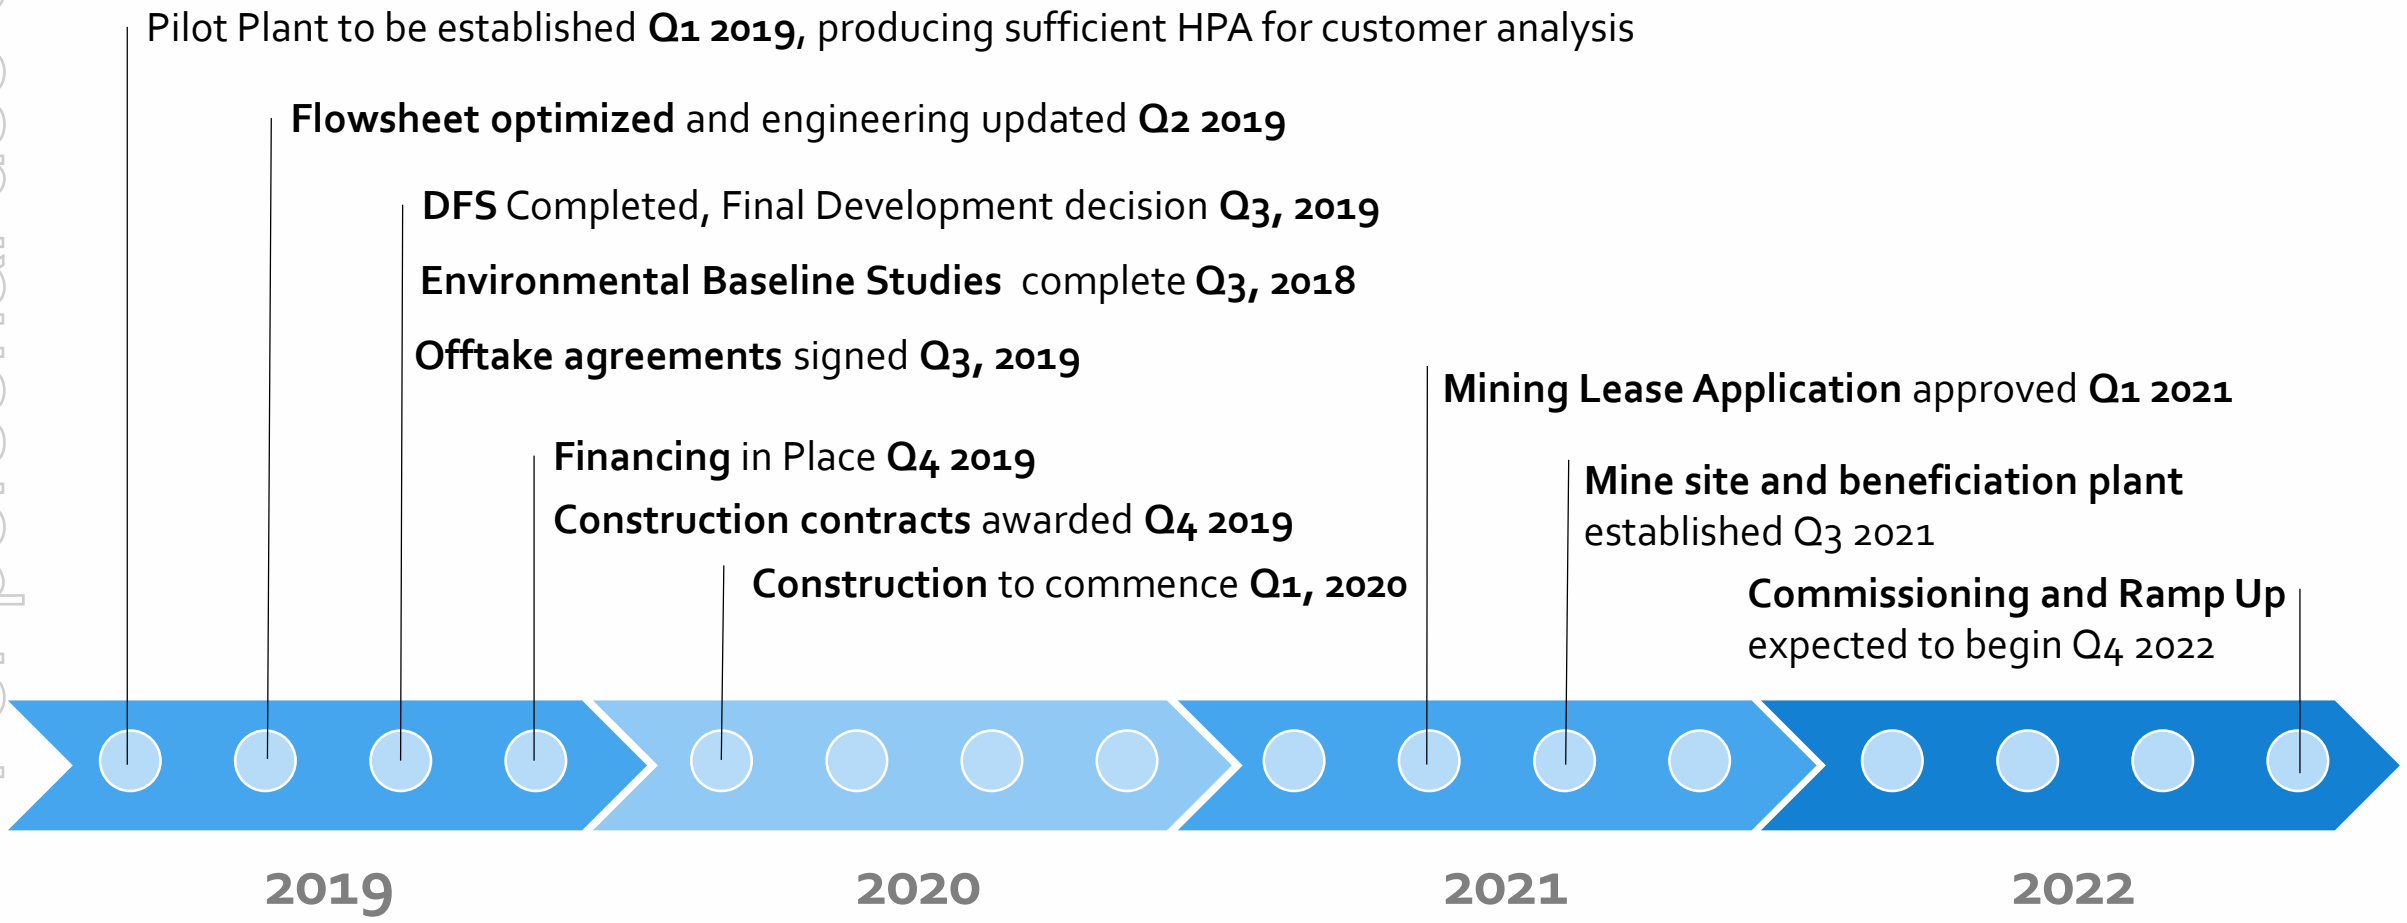 Pilot Plant to be established Q1 2019, producing sufficient HPA for customer analysis
Flowsheet optimized and engineering updated Q2 2019
DFS Completed, Final Development decision Q3, 2019
Environmental Baseline Studies complete Q3, 2018
Offtake agreements signed Q3, 2019
Mining Lease Application approved Q1 2021
Financing in Place Q4 2019
Mine site and beneficiation plant
established Q3 2021
Construction contracts awarded Q4 2019
Construction to commence Q1, 2020
Commissioning and Ramp Up
expected to begin Q4 2022
2019
2020
2021
2022